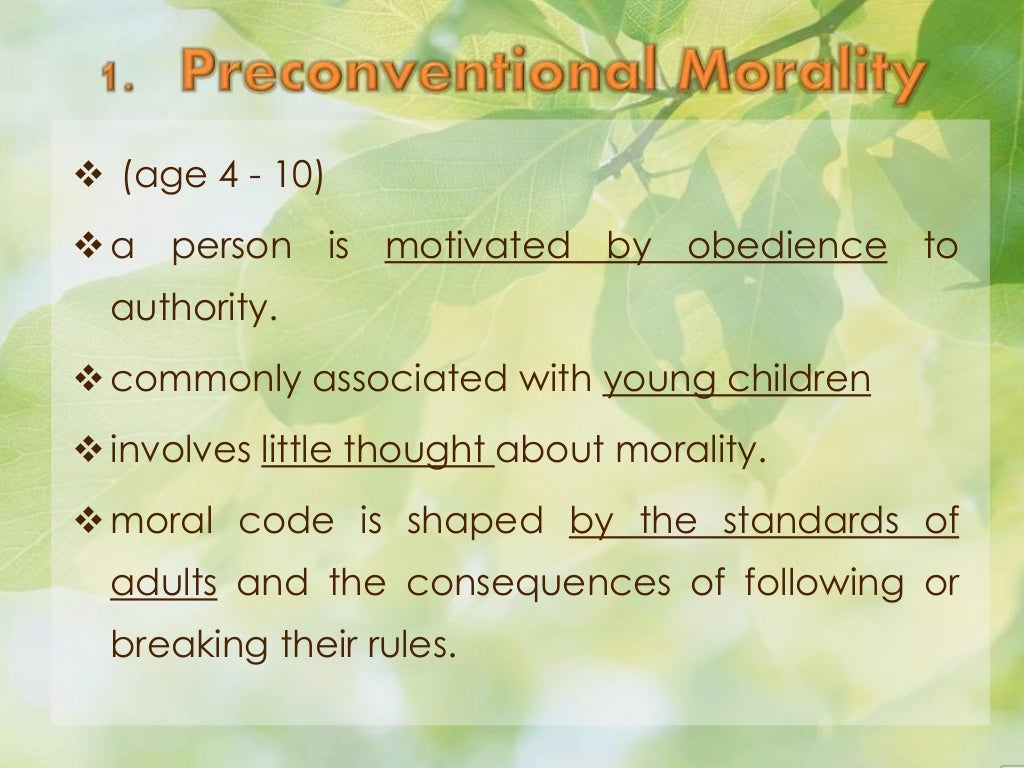 1. Preconventional Morality
❖ (age 4 - 10)
❖ a person is motivated by obedience to
authority.
❖ commonly associated with young children
❖ involves little thought about morality.
❖ moral code is shaped by the standards of
adults and the consequences of following or
breaking their rules.